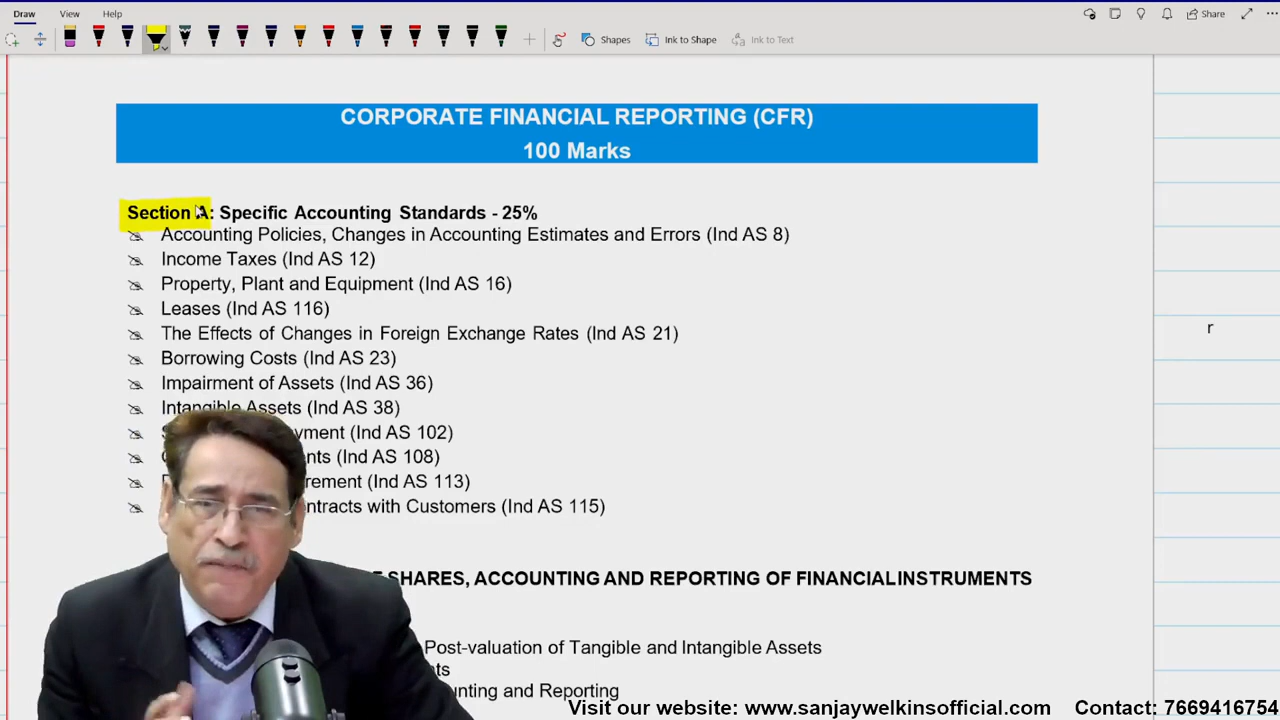 Draw View Help Share
Shapes Ink to Shape Ink to Text
CORPORATE FINANCIAL REPORTING (CFR)
100 Marks
Section A: Specific Accounting Standards - 25%
Accounting Policies, Changes in Accounting Estimates and Errors (Ind AS 8)
Income Taxes (Ind AS 12)
Property, Plant and Equipment (Ind AS 16)
Leases (Ind AS 116)
The Effects of Changes in Foreign Exchange Rates (Ind AS 21)
r
Borrowing Costs (Ind AS 23)
Impairment of Assets (Ind AS 36)
Intangible Assets (Ind AS 38)
(Ind AS 102)
(Ind AS 108)
(Ind AS 113)
with Customers (Ind AS 115)
SHARES, ACCOUNTING AND REPORTING OF FINANCIAL INSTRUMENTS
Post-valuation of Tangible and Intangible Assets
and Reporting
Visit our website: www.sanjaywelkinsofficial.com Contact: 7669416754